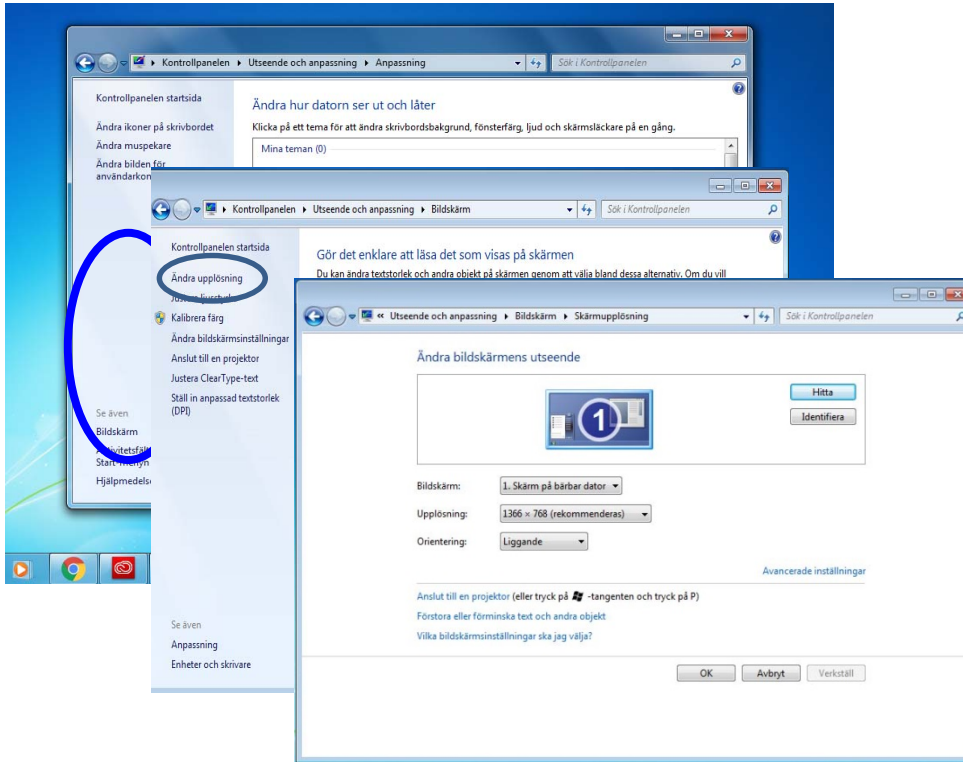 Kontrollpanelen ▸ Utseende och anpassning ▸ Anpassning
Sök i Kontrollpanelen
Kontrollpanelen startsida
Ändra ikoner på skrivbordet
Ändra muspekare
Ändra bilden för
Se även
Bildskärm
Hjälpmedels
Ändra hur datorn ser ut och låter
Klicka på ett tema för att ändra skrivbordsbakgrund, fönsterfärg, ljud och skärmsläckare på en gång.
Mina teman (0)
Kontrollpanelen ▸ Utseende och anpassning ▸ Bildskärm
Sök i Kontrollpanelen
Kontrollpanelen startsida
Ändra upplösning
Kalibrera färg
Ändra bildskärmsinställningar
Anslut till en projektor
Justera ClearType-text
Ställ in anpassad textstorlek
(DPI)
Se även
Anpassning
Enheter och skrivare
Gör det enklare att läsa det som visas på skärmen
Du kan ändra textstorlek och andra objekt på skärmen genom att välja bland dessa alternativ. Om du vill
« Utseende och anpassning ▸ Bildskärm ▸ Skärmupplösning
Sök i Kontrollpanelen
Ändra bildskärmens utseende
1
Hitta
Identifiera
Bildskärm: 1. Skärm på bärbar dator
Upplösning: 1366 × 768 (rekommenderas)
Orientering: Liggande
Avancerade inställningar
Anslut till en projektor (eller tryck på -tangenten och tryck på P)
Förstora eller förminska text och andra objekt
Vilka bildskärmsinställningar ska jag välja?
OK Avbryt Verkställ